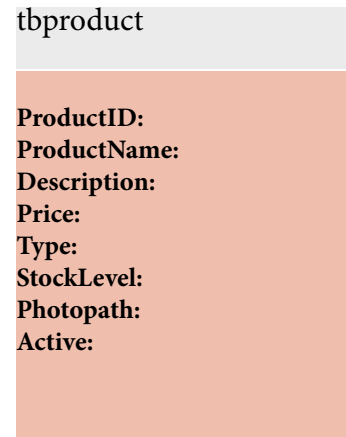 tbproduct
ProductID:
ProductName:
Description:
Price:
Type:
StockLevel:
Photopath:
Active: